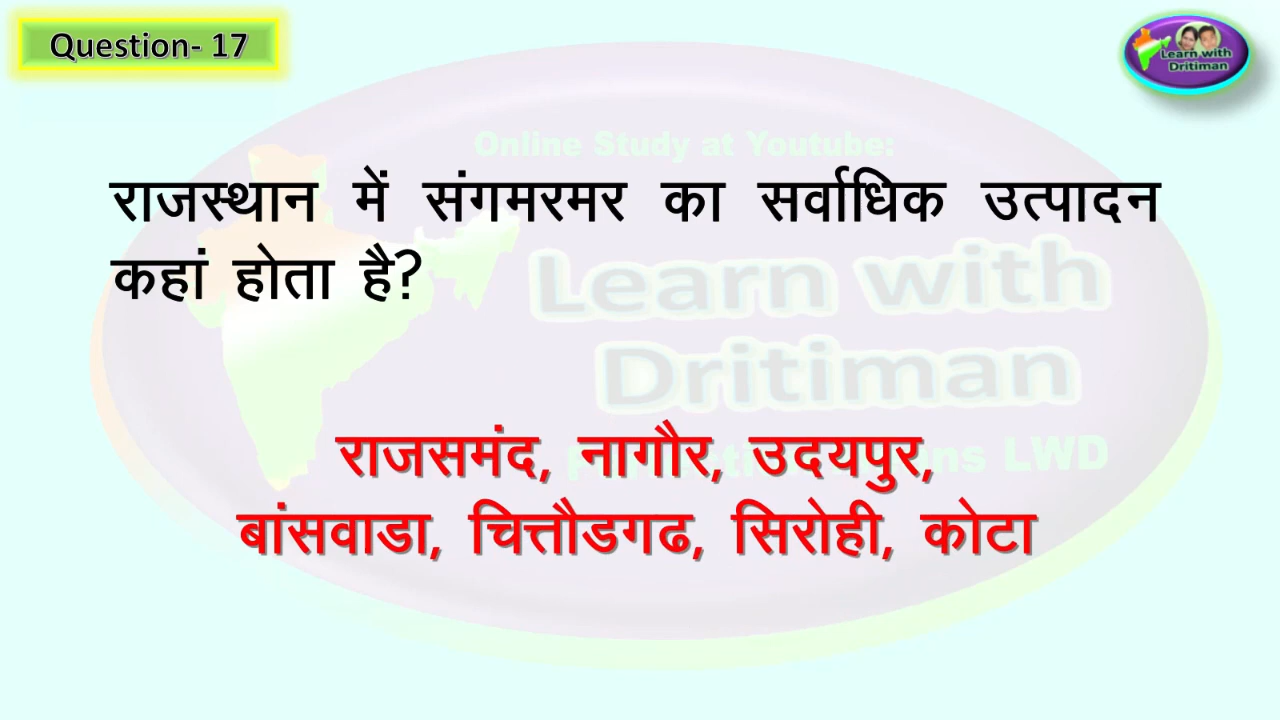 Question- 17
Learn with
Dritiman
Online Study at Youtube:
राजस्थान में संगमरमर का सर्वाधिक उत्पादन
कहां होता है?
Learn with
Dritiman
राजसमंद, नागौर, उदयपुर,
LWD
बांसवाडा, चित्तौडगढ, सिरोही, कोटा